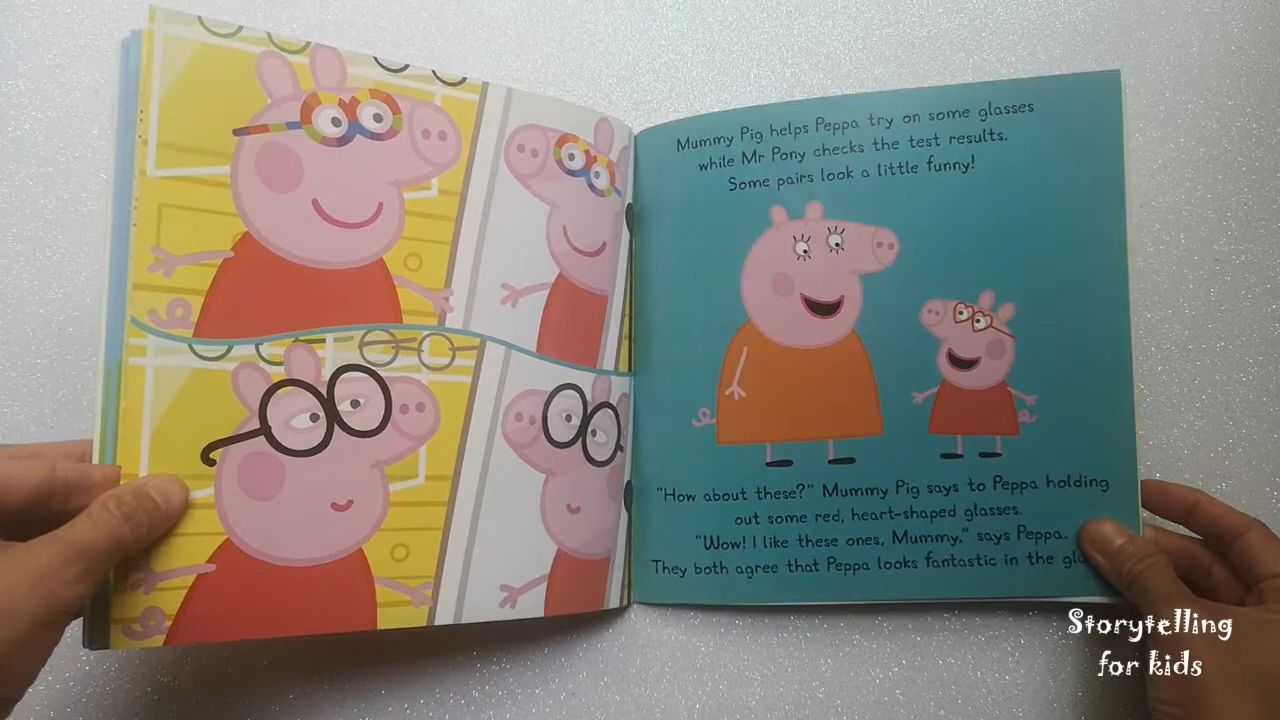 Mummy Pig helps Peppa try on some glasses
while Mr Pony checks the test results.
Some pairs look a little funny!
"How about these?" Mummy Pig says to Peppa holding
out some red, heart-shaped glasses.
"Wow! I like these ones, Mummy," says Peppa.
They both agree that Peppa looks fantastic in the
Storytelling
for kids